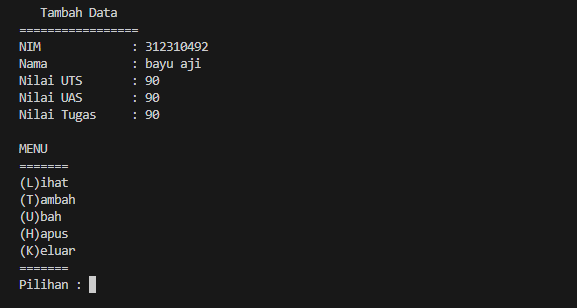 Tambah Data
=================
NIM : 312310492
Nama : bayu aji
Nilai UTS : 90
Nilai UAS : 90
Nilai Tugas : 90
MENU
=======
(L)ihat
(T)ambah
(U)bah
(H)apus
(K)eluar
=======
Pilihan :